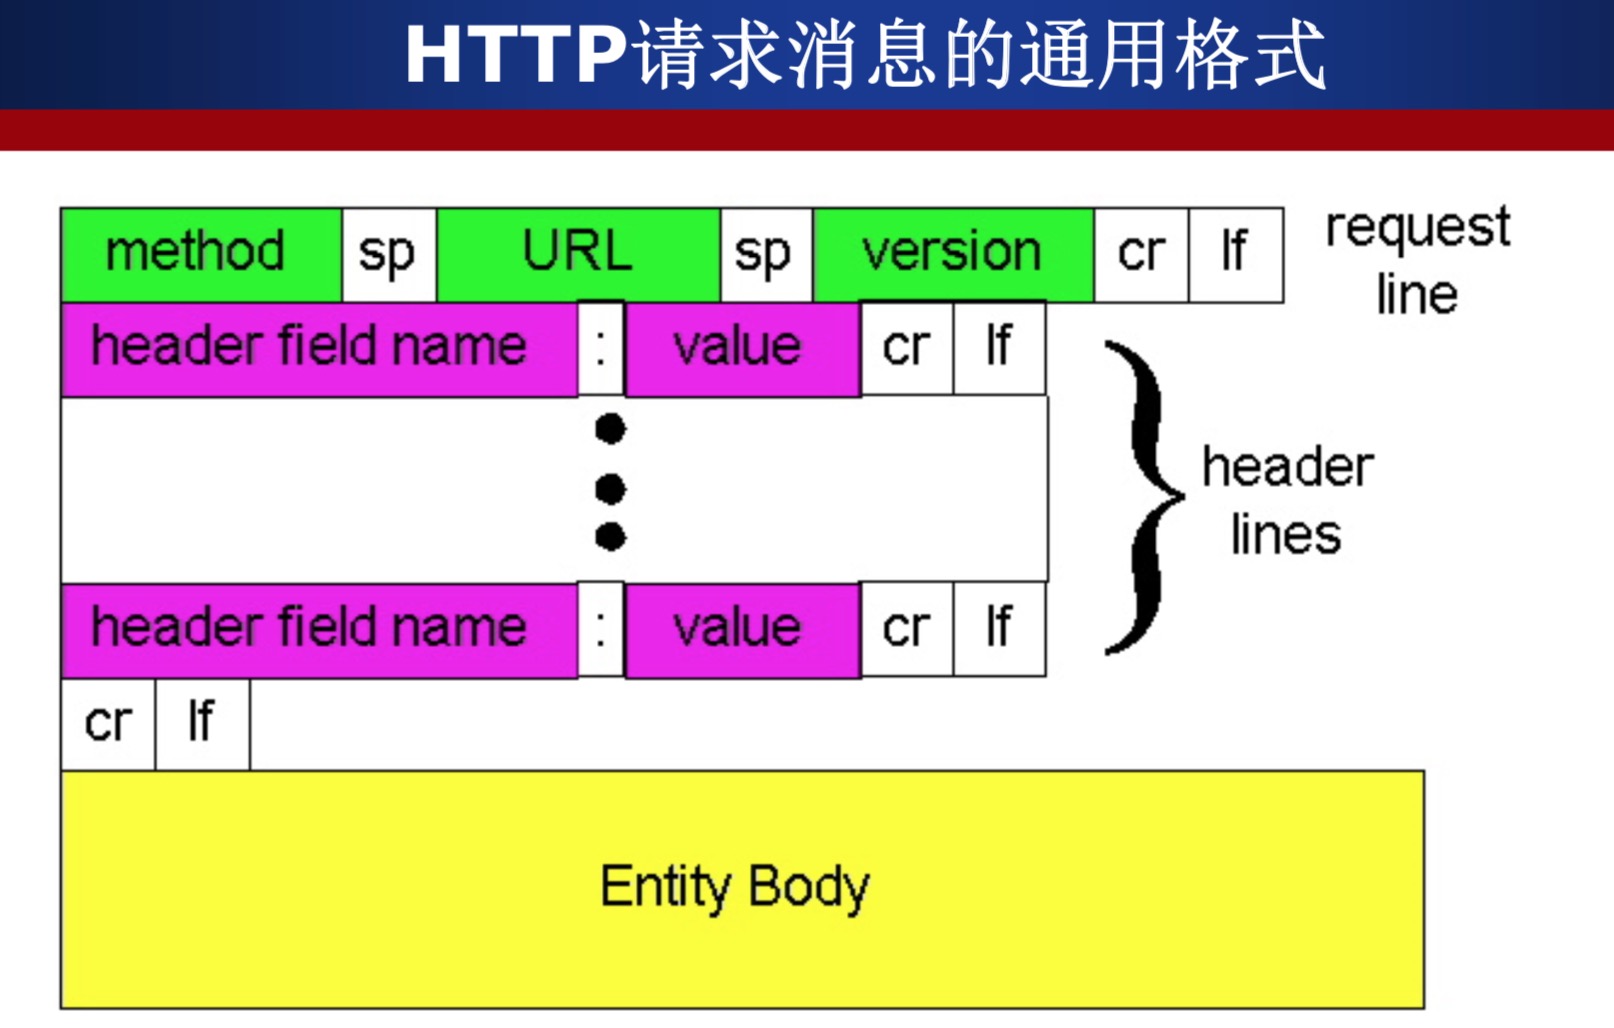 HTTP请求消息的通用格式
method sp URL sp version cr lf
request
line
header field name : value cr lf
header
lines
header field name : value cr lf
cr lf
Entity Body